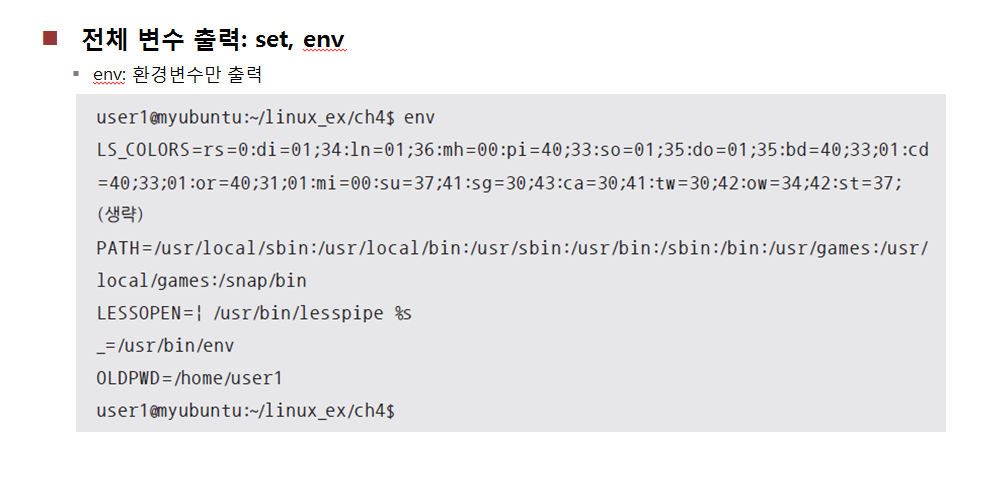 전체 변수 출력: set, env
env: 환경변수만 출력
user1@myubuntu:~/linux_ex/ch4$ env
LS_COLORS=rs=0:di=01;34:ln=01;36:mh=00:pi=40;33:so=01;35:do=01;35:bd=40;33;01:cd
=40;33;01:or=40;31;01:mi=00:su=37;41:sg=30;43:ca=30;41:tw=30;42:ow=34;42:st=37;
(생략)
PATH=/usr/local/sbin:/usr/local/bin:/usr/sbin:/usr/bin:/sbin:/bin:/usr/games:/usr/
local/games:/snap/bin
LESSOPEN=¦ /usr/bin/lesspipe %s
_=/usr/bin/env
OLDPWD=/home/user1
user1@myubuntu:~/linux_ex/ch4$